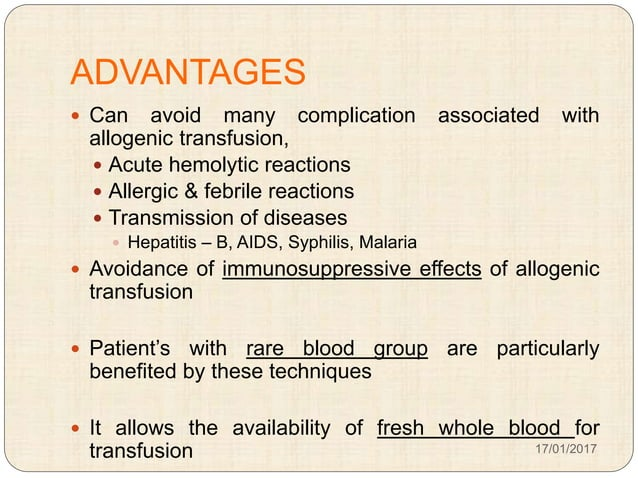 ADVANTAGES
• Can avoid many complication associated with
allogenic transfusion,
• Acute hemolytic reactions
• Allergic & febrile reactions
• Transmission of diseases
• Hepatitis – B, AIDS, Syphilis, Malaria
• Avoidance of immunosuppressive effects of allogenic
transfusion
• Patient’s with rare blood group are particularly
benefited by these techniques
• It allows the availability of fresh whole blood for
transfusion
17/01/2017